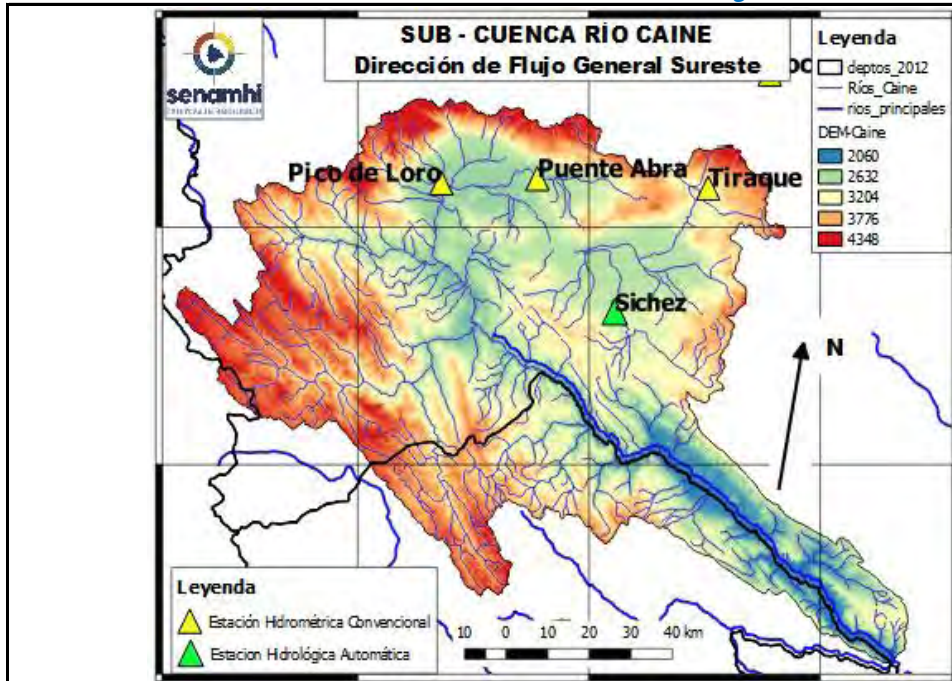 SUB - CUENCA RÍO CAINE
Dirección de Flujo General Sureste
senamhi
Leyenda
deptos_2012
Ríos_Caine
rios_principales
DEM-Caine
2060
2632
3204
3776
4348
Pico de Loro
Puente Abra
Tiraque
Sichez
N
Leyenda
Estación Hidrométrica Convencional
Estacion Hidrológica Automática
10 0 10 20 30 40 km